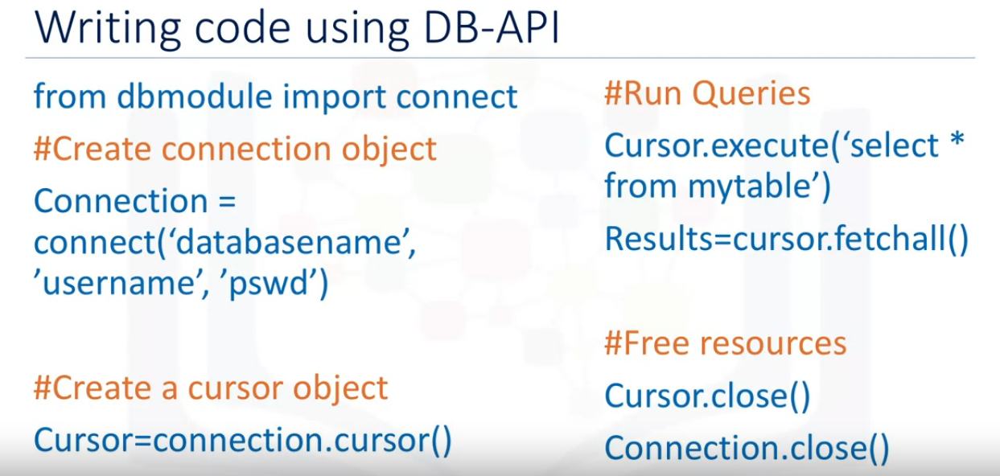 Writing code using DB-API
from dbmodule import connect
#Create connection object
Connection =
connect(‘databasename’,
’username’, ’pswd’)
#Create a cursor object
Cursor=connection.cursor()
#Run Queries
Cursor.execute(‘select *
from mytable’)
Results=cursor.fetchall()
#Free resources
Cursor.close()
Connection.close()